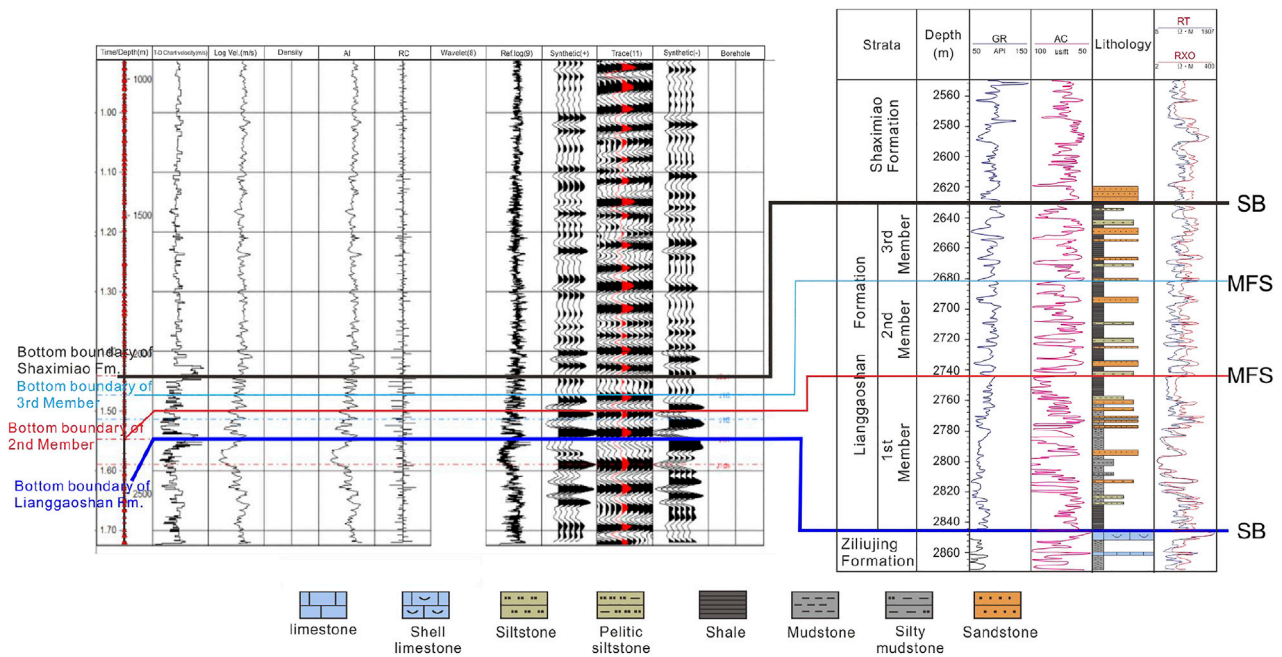 Time/Depth(m) T-D Chart velocity(m/s) Log Vel.(m/s) Density AI RC Wavelet(8) Ref.log(9) Synthetic(+) Trace(11) Synthetic(-) Borehole
1000
1.00
1.10
1500
1.20
1.30
1.50
1.60
2500
1.70
Bottom boundary of
Shaximiao Fm.
Bottom boundary of
3rd Member
Bottom boundary of
2nd Member
Bottom boundary of
Lianggaoshan Fm.
Strata
Depth
(m)
GR
50 API 150
AC
100 us/ft 50
Lithology
RT
Ω·M
RXO
2 Ω·M 400
Shaximiao
Formation
Lianggaoshan Formation
3rd
Member
2nd
Member
1st
Member
Ziliujing
Formation
2560
2580
2600
2620
2640
2660
2680
2700
2720
2740
2760
2780
2800
2820
2840
2860
SB
MFS
MFS
SB
limestone
Shell
limestone
Siltstone
Pelitic
siltstone
Shale
Mudstone
Silty
mudstone
Sandstone